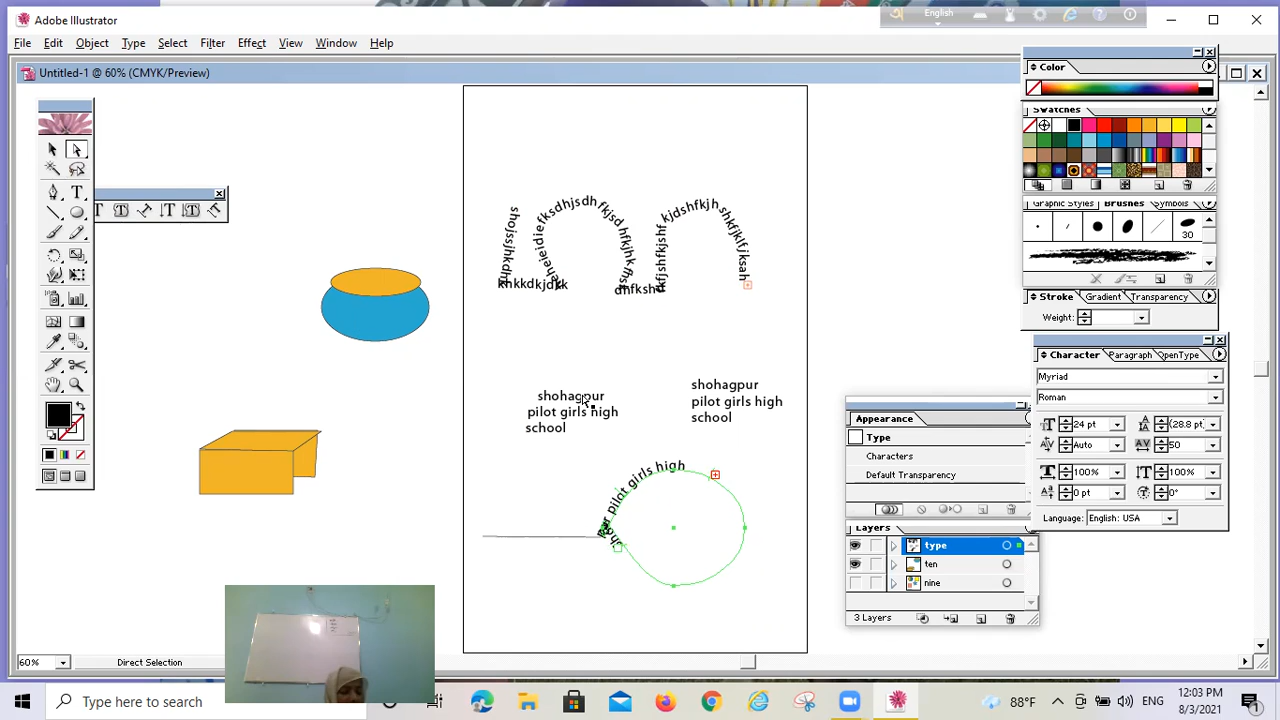 Adobe Illustrator
English
File Edit Object Type Select Filter Effect View Window Help
Untitled-1 @ 60% (CMYK/Preview)
Color
Swatches
Graphic Styles Brushes Symbols
30
Stroke Gradient Transparency
Weight:
Character Paragraph OpenType
Myriad
Roman
24 pt (28.8 pt)
Auto 50
100% 100%
0 pt 0°
Language: English: USA
shohagpur
pilot girls high
school
shohagpur
pilot girls high
school
pilot girls high
Appearance
Type
Characters
Default Transparency
Layers
type
ten
nine
3 Layers
60% Direct Selection
Type here to search
88°F ENG 12:03 PM
8/3/2021